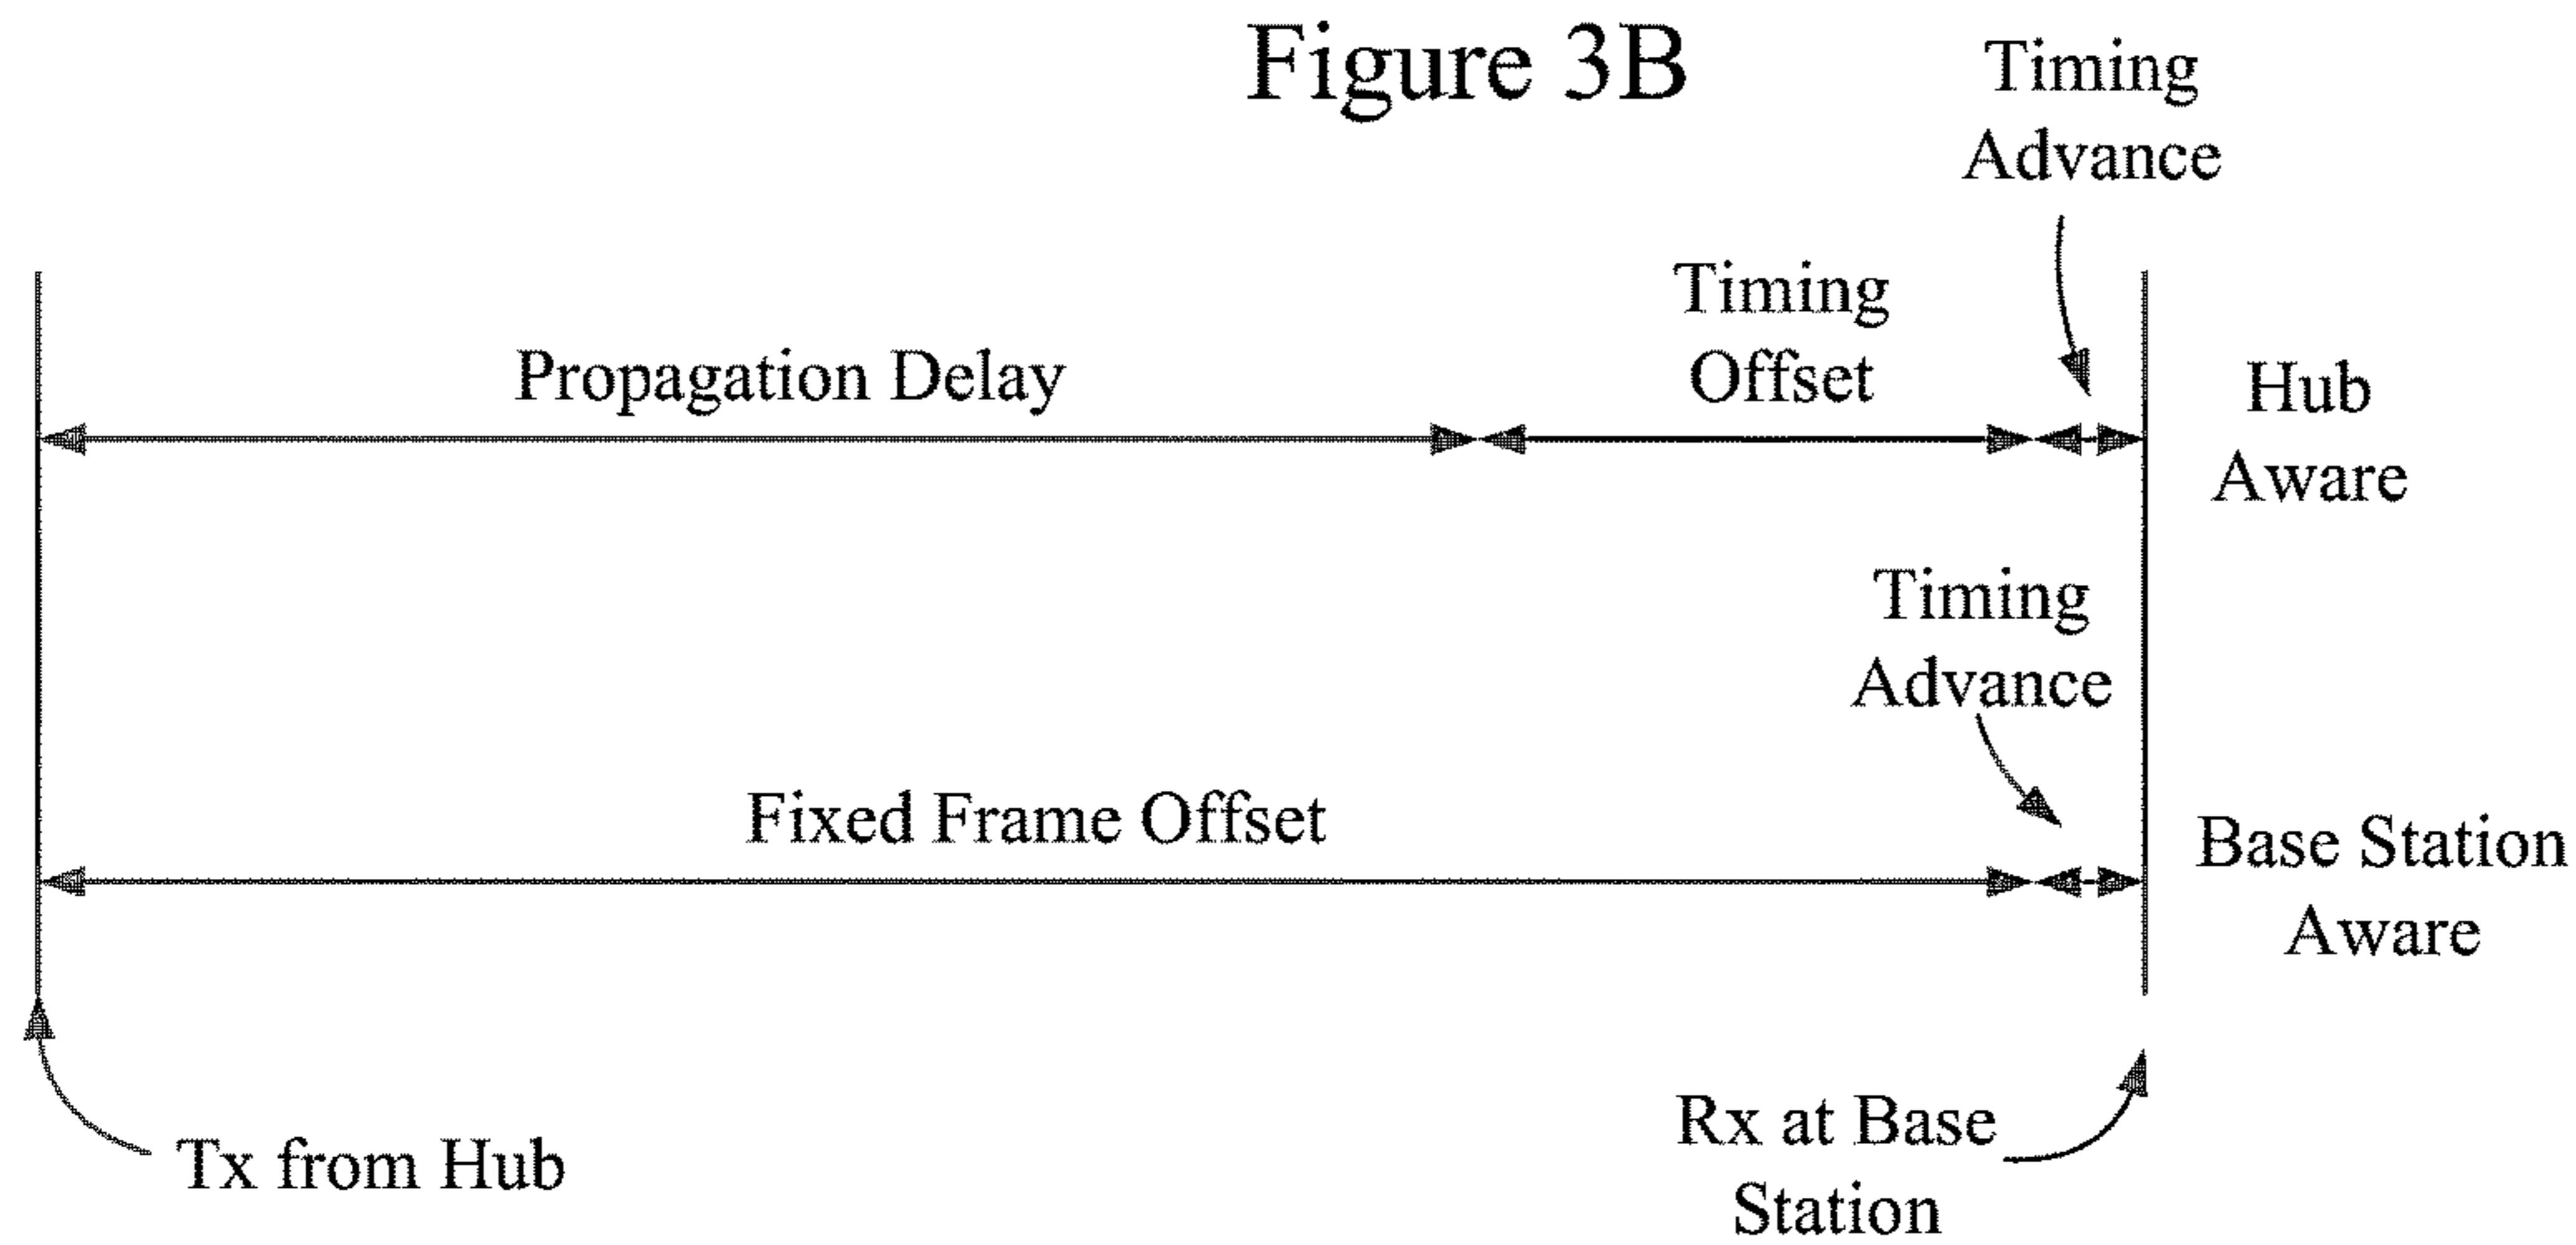 Figure 3B
Timing
Advance
Timing
Offset
Propagation Delay
Hub
Aware
Timing
Advance
Fixed Frame Offset
Base Station
Aware
Tx from Hub
Rx at Base
Station